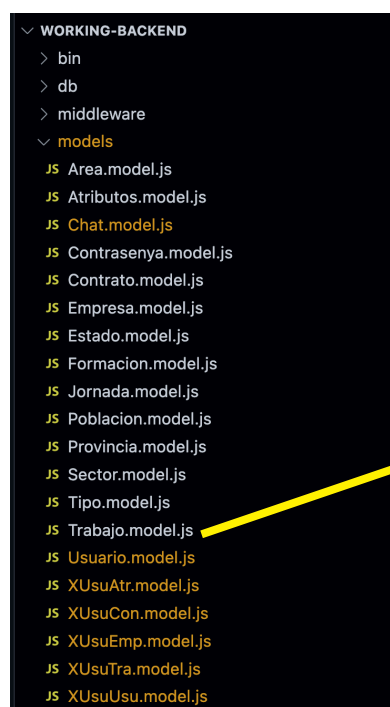 WORKING-BACKEND
bin
db
middleware
models
JS Area.model.js
JS Atributos.model.js
JS Chat.model.js
JS Contrasenya.model.js
JS Contrato.model.js
JS Empresa.model.js
JS Estado.model.js
JS Formacion.model.js
JS Jornada.model.js
JS Poblacion.model.js
JS Provincia.model.js
JS Sector.model.js
JS Tipo.model.js
JS Trabajo.model.js
JS Usuario.model.js
JS XUsuAtr.model.js
JS XUsuCon.model.js
JS XUsuEmp.model.js
JS XUsuTra.model.js
JS XUsuUsu.model.js